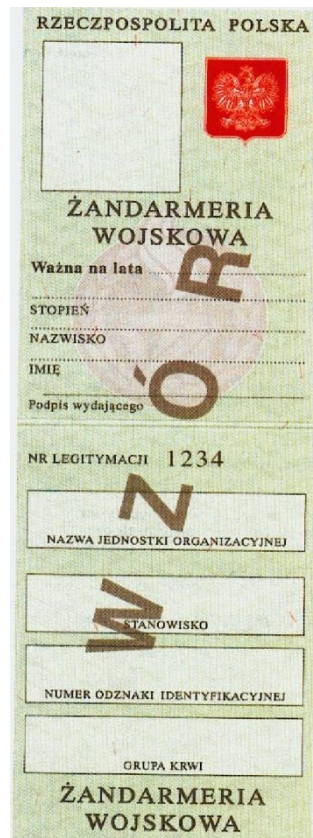 RZECZPOSPOLITA POLSKA
ŻANDARMERIA
WOJSKOWA
Ważna na lata
STOPIEŃ
NAZWISKO
IMIĘ
Podpis wydającego
NR LEGITYMACJI 1234
NAZWA JEDNOSTKI ORGANIZACYJNEJ
STANOWISKO
NUMER ODZNAKI IDENTYFIKACYJNEJ
GRUPA KRWI
ŻANDARMERIA
WOJSKOWA
WZÓR